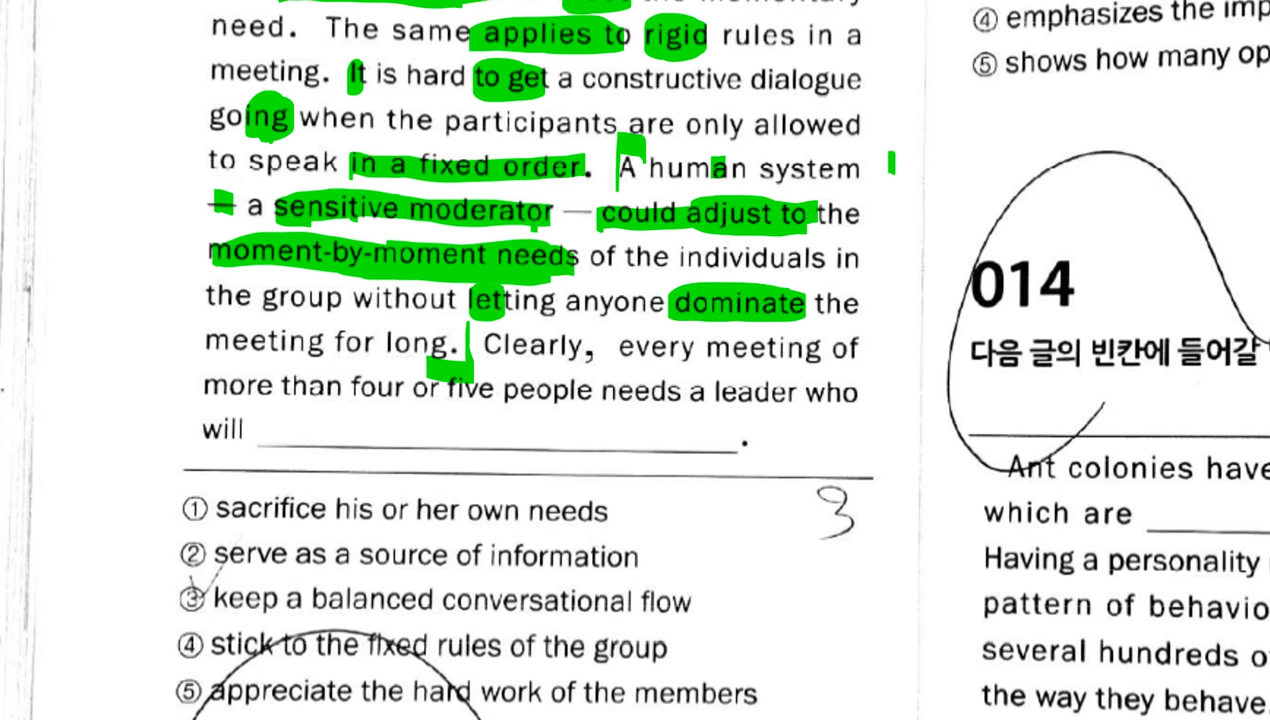 need. The same applies to rigid rules in a
meeting. It is hard to get a constructive dialogue
going when the participants are only allowed
to speak in a fixed order. A human system
— a sensitive moderator — could adjust to the
moment-by-moment needs of the individuals in
the group without letting anyone dominate the
meeting for long. Clearly, every meeting of
more than four or five people needs a leader who
will ____________________.
① sacrifice his or her own needs
② serve as a source of information
③ keep a balanced conversational flow
④ stick to the fixed rules of the group
⑤ appreciate the hard work of the members
3
④ emphasizes the imp
⑤ shows how many op
014
다음 글의 빈칸에 들어갈
Ant colonies have
which are ______
Having a personality
pattern of behavio
several hundreds o
the way they behave.